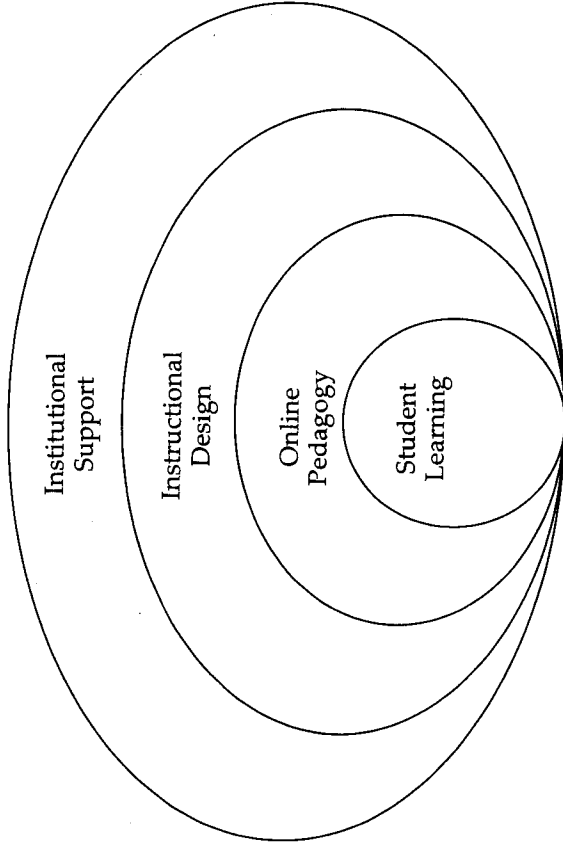 Institutional
Support
Instructional
Design
Online
Pedagogy
Student
Learning